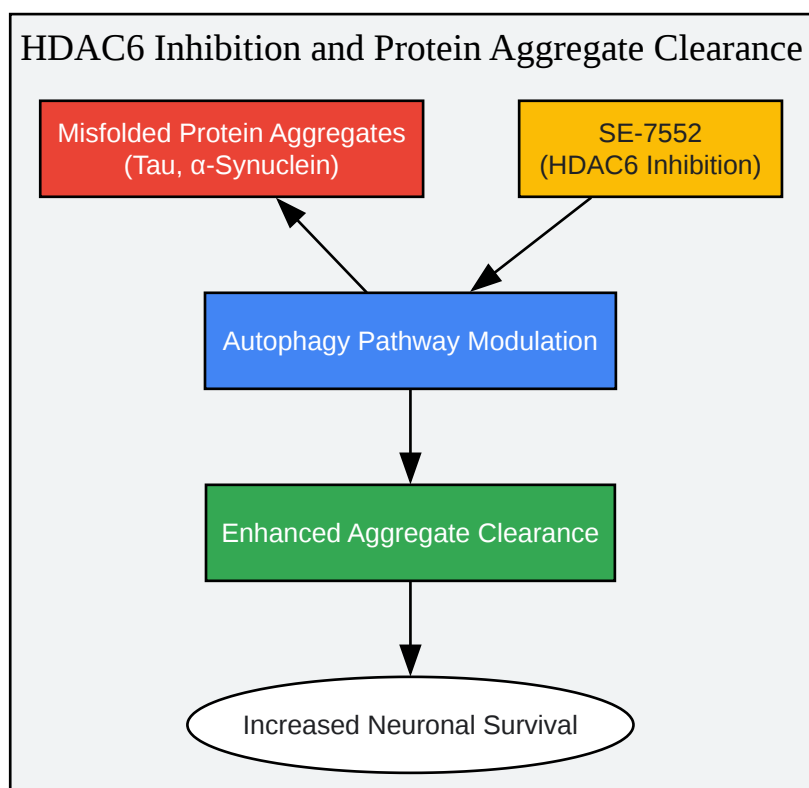 HDAC6 Inhibition and Protein Aggregate Clearance
Misfolded Protein Aggregates
(Tau, α-Synuclein)
SE-7552
(HDAC6 Inhibition)
Autophagy Pathway Modulation
Enhanced Aggregate Clearance
Increased Neuronal Survival